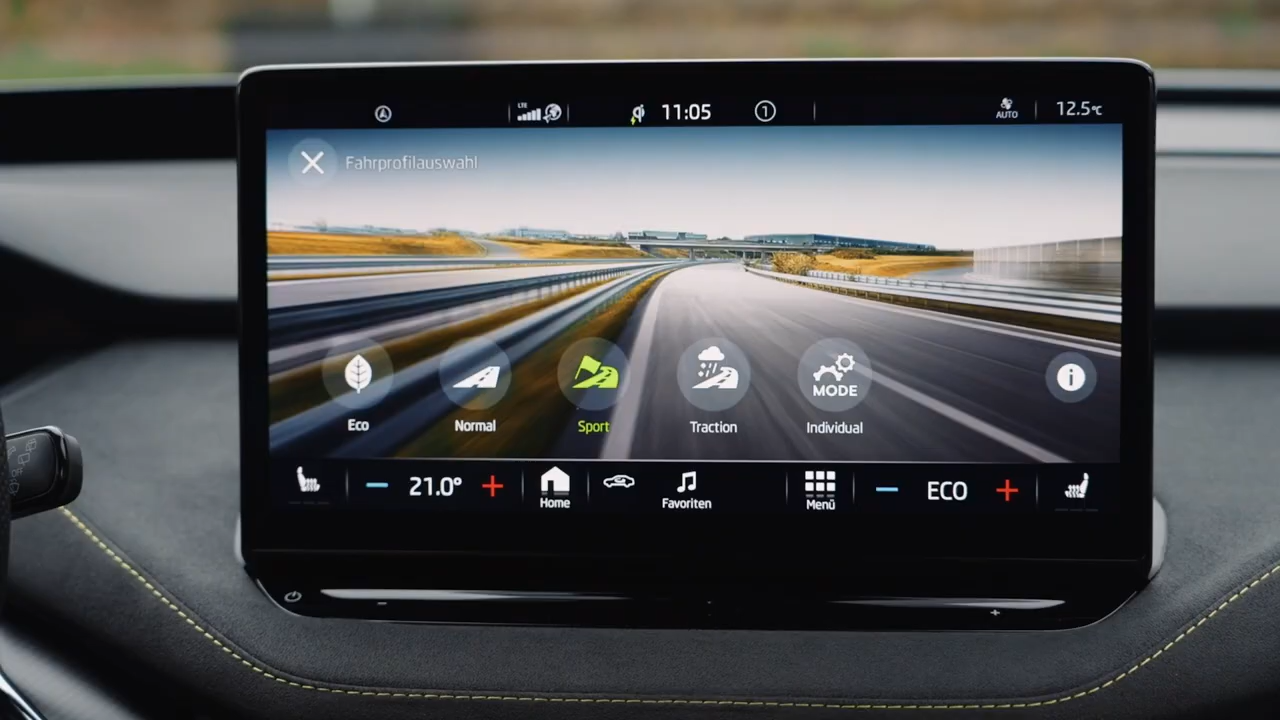 LTE
11:05
1
AUTO
12.5°C
Fahrprofilauswahl
MODE
Eco
Normal
Sport
Traction
Individual
21.0°
Home
Favoriten
Menü
ECO